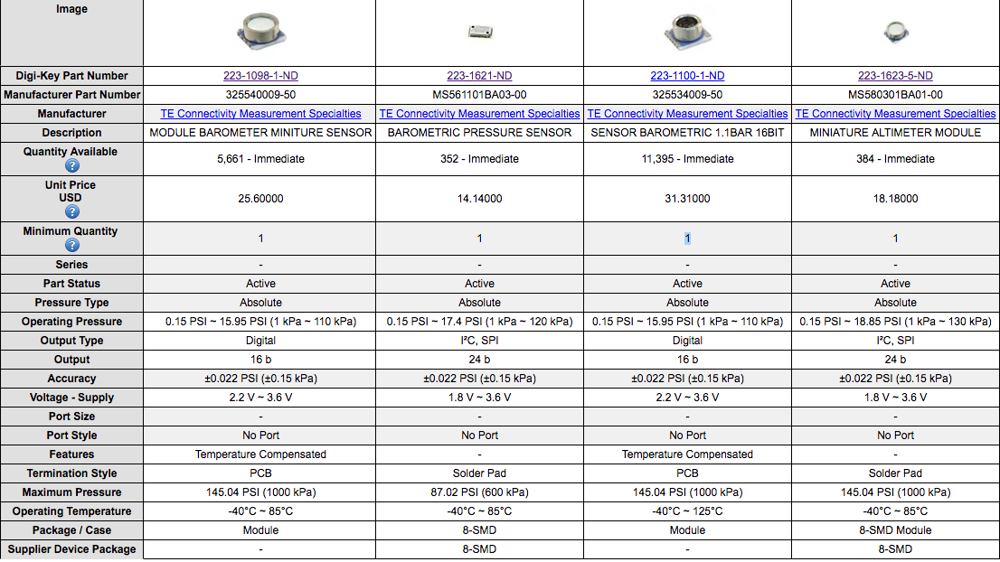 Image
Digi-Key Part Number 223-1098-1-ND 223-1621-ND 223-1100-1-ND 223-1623-5-ND
Manufacturer Part Number 325540009-50 MS561101BA03-00 325534009-50 MS580301BA01-00
Manufacturer TE Connectivity Measurement Specialties TE Connectivity Measurement Specialties TE Connectivity Measurement Specialties TE Connectivity Measurement Specialties
Description MODULE BAROMETER MINITURE SENSOR BAROMETRIC PRESSURE SENSOR SENSOR BAROMETRIC 1.1BAR 16BIT MINIATURE ALTIMETER MODULE
Quantity Available
? 5,661 - Immediate 352 - Immediate 11,395 - Immediate 384 - Immediate
Unit Price
USD
? 25.60000 14.14000 31.31000 18.18000
Minimum Quantity
? 1 1 1 1
Series - - - -
Part Status Active Active Active Active
Pressure Type Absolute Absolute Absolute Absolute
Operating Pressure 0.15 PSI ~ 15.95 PSI (1 kPa ~ 110 kPa) 0.15 PSI ~ 17.4 PSI (1 kPa ~ 120 kPa) 0.15 PSI ~ 15.95 PSI (1 kPa ~ 110 kPa) 0.15 PSI ~ 18.85 PSI (1 kPa ~ 130 kPa)
Output Type Digital I²C, SPI Digital I²C, SPI
Output 16 b 24 b 16 b 24 b
Accuracy ±0.022 PSI (±0.15 kPa) ±0.022 PSI (±0.15 kPa) ±0.022 PSI (±0.15 kPa) ±0.022 PSI (±0.15 kPa)
Voltage - Supply 2.2 V ~ 3.6 V 1.8 V ~ 3.6 V 2.2 V ~ 3.6 V 1.8 V ~ 3.6 V
Port Size - - - -
Port Style No Port No Port No Port No Port
Features Temperature Compensated - Temperature Compensated -
Termination Style PCB Solder Pad PCB Solder Pad
Maximum Pressure 145.04 PSI (1000 kPa) 87.02 PSI (600 kPa) 145.04 PSI (1000 kPa) 145.04 PSI (1000 kPa)
Operating Temperature -40°C ~ 85°C -40°C ~ 85°C -40°C ~ 125°C -40°C ~ 85°C
Package / Case Module 8-SMD Module 8-SMD Module
Supplier Device Package - 8-SMD - 8-SMD